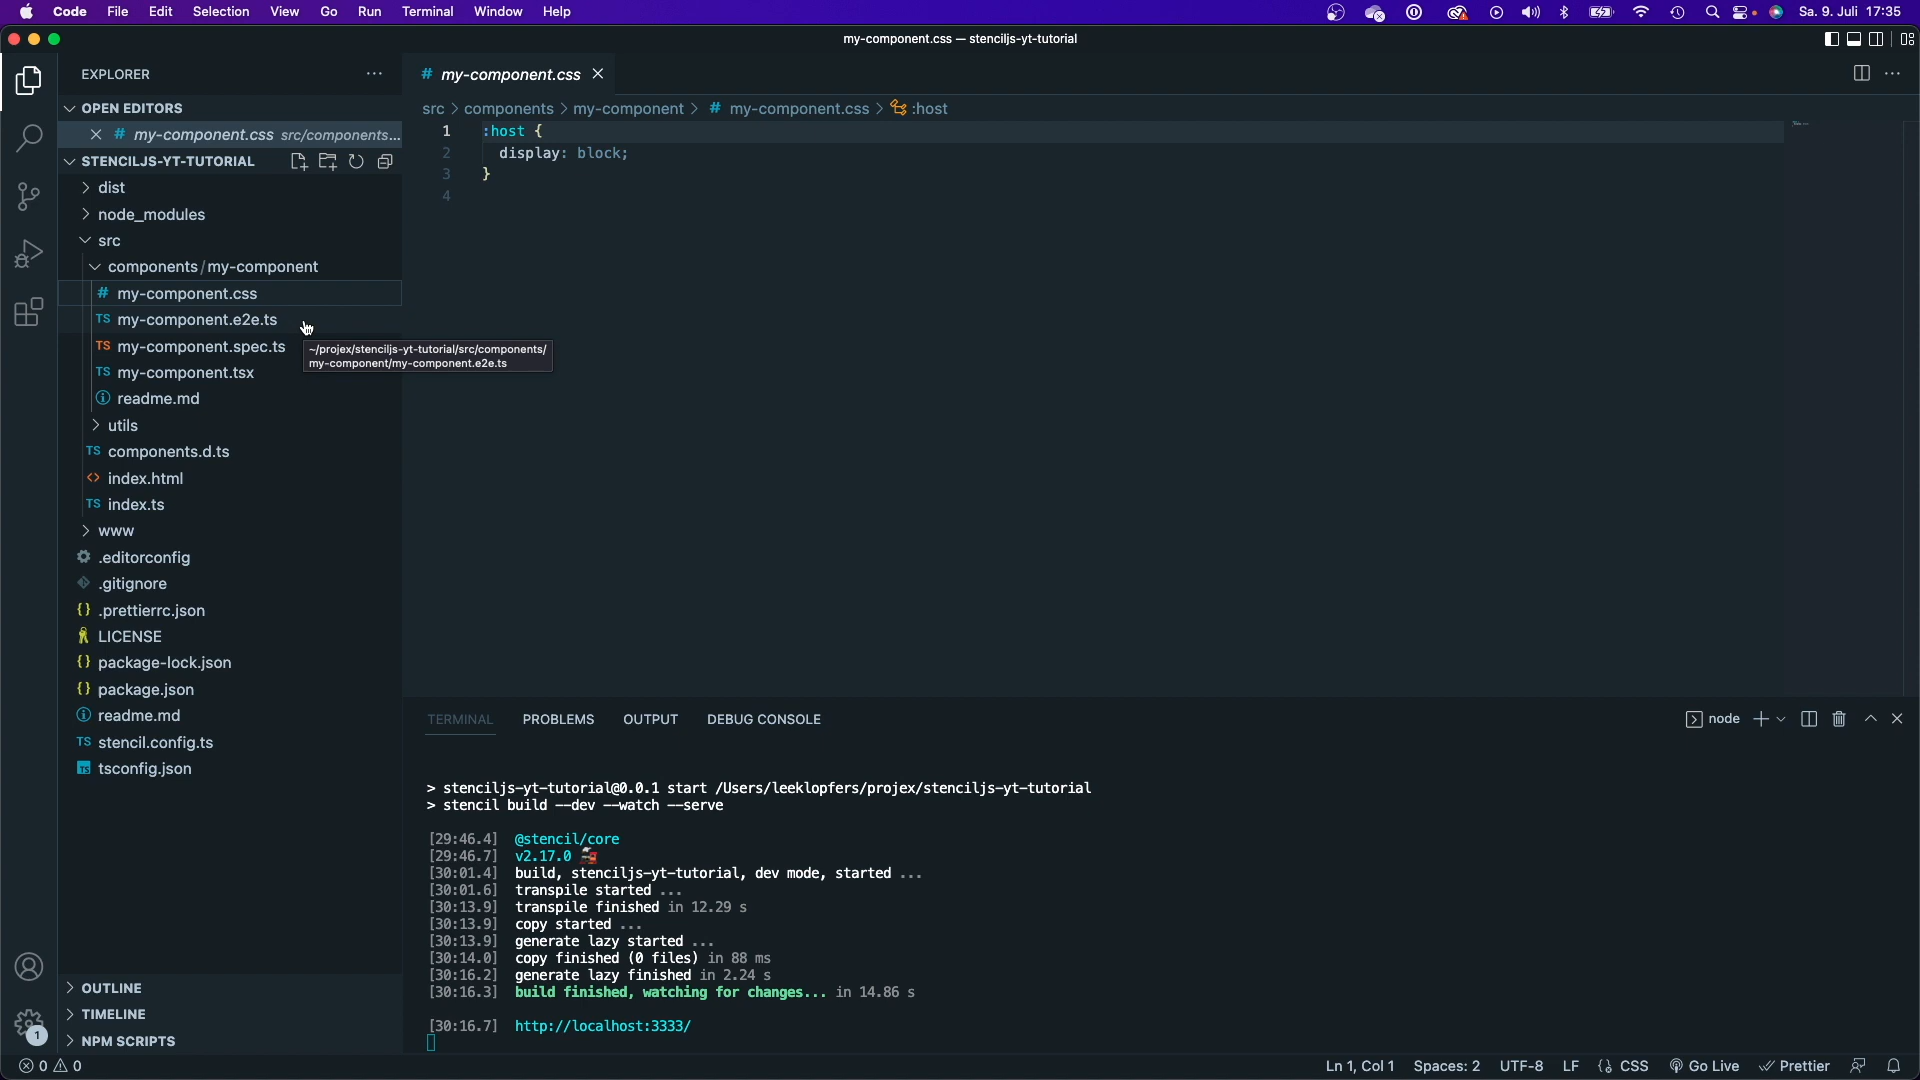 Code File Edit Selection View Go Run Terminal Window Help Sa. 9. Juli 17:35
my-component.css — stenciljs-yt-tutorial
EXPLORER
OPEN EDITORS
# my-component.css src/components...
STENCILJS-YT-TUTORIAL
dist
node_modules
src
components/my-component
# my-component.css
TS my-component.e2e.ts
TS my-component.spec.ts
TS my-component.tsx
readme.md
utils
TS components.d.ts
<> index.html
TS index.ts
www
.editorconfig
.gitignore
{} .prettierrc.json
LICENSE
{} package-lock.json
{} package.json
readme.md
TS stencil.config.ts
TS tsconfig.json
OUTLINE
TIMELINE
NPM SCRIPTS
1
~/projex/stenciljs-yt-tutorial/src/components/
my-component/my-component.e2e.ts
# my-component.css
src > components > my-component > # my-component.css > :host
1 :host {
2 display: block;
3 }
4
TERMINAL PROBLEMS OUTPUT DEBUG CONSOLE
node
> stenciljs-yt-tutorial@0.0.1 start /Users/leeklopfers/projex/stenciljs-yt-tutorial
> stencil build --dev --watch --serve
[29:46.4] @stencil/core
[29:46.7] v2.17.0 🚂
[30:01.4] build, stenciljs-yt-tutorial, dev mode, started ...
[30:01.6] transpile started ...
[30:13.9] transpile finished in 12.29 s
[30:13.9] copy started ...
[30:13.9] generate lazy started ...
[30:14.0] copy finished (0 files) in 88 ms
[30:16.2] generate lazy finished in 2.24 s
[30:16.3] build finished, watching for changes... in 14.86 s
[30:16.7] http://localhost:3333/
0 0 Ln 1, Col 1 Spaces: 2 UTF-8 LF {} CSS Go Live Prettier